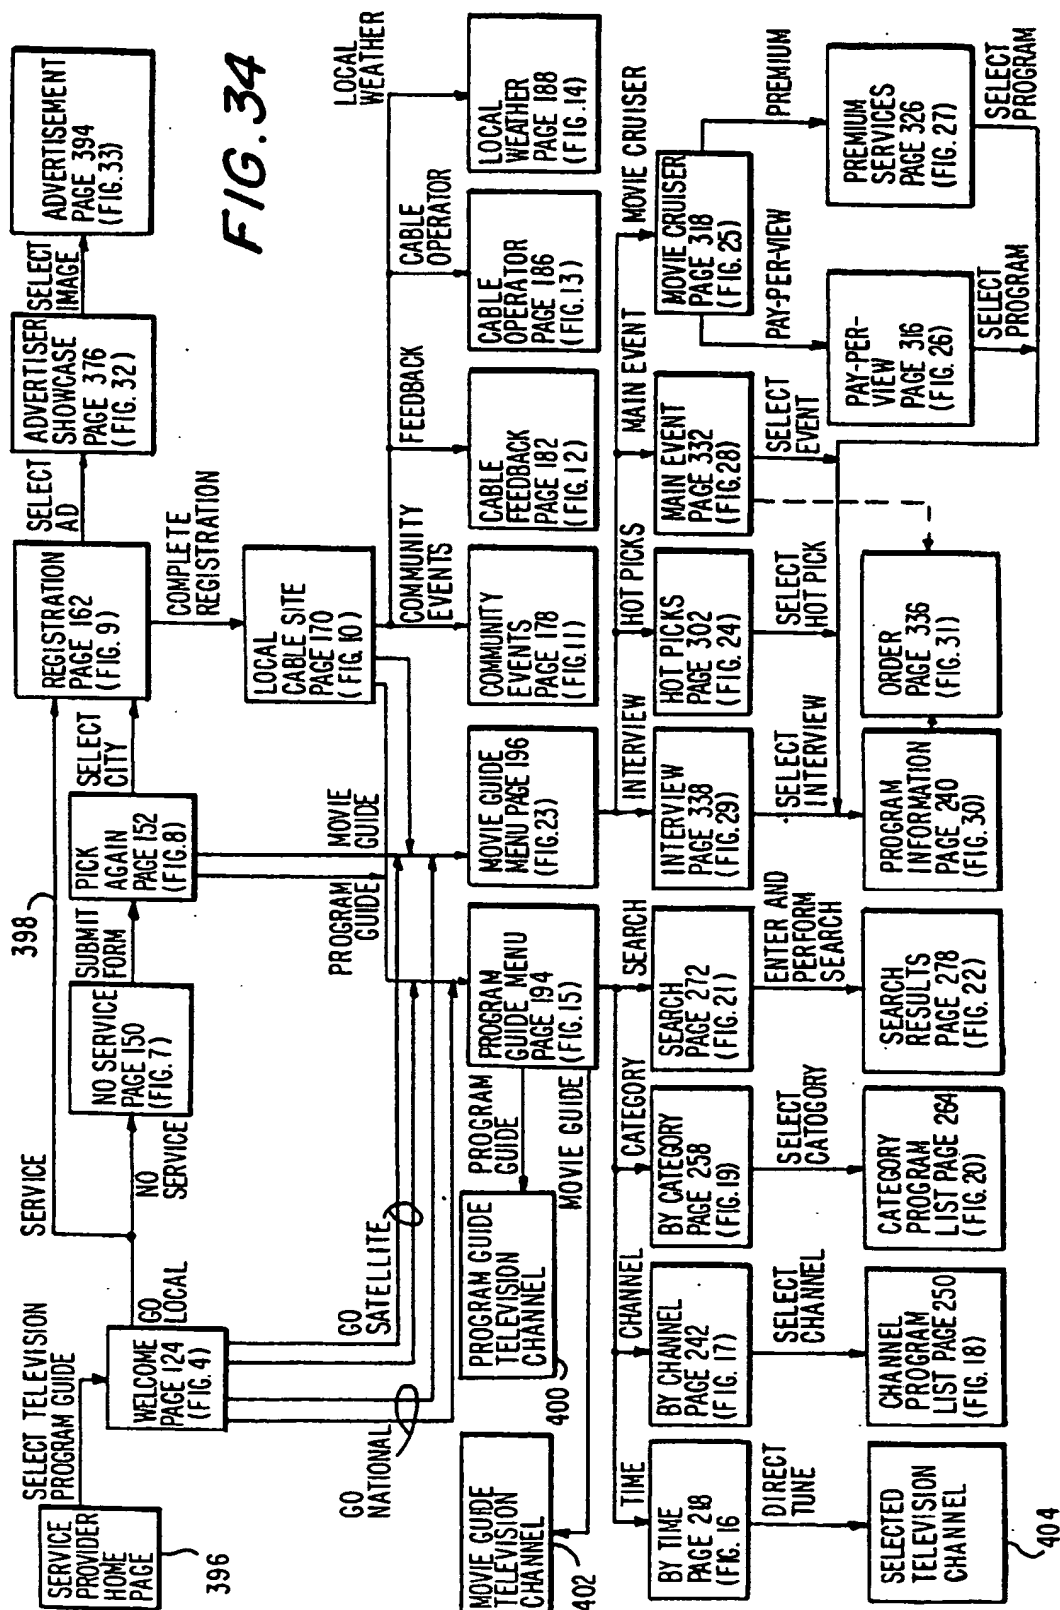 FIG. 34
SELECT TELEVISION
PROGRAM GUIDE
SERVICE
PROVIDER
HOME
PAGE
396
WELCOME
PAGE 124
(FIG. 4)
GO LOCAL
SERVICE
398
NO SERVICE
NO SERVICE
PAGE 150
(FIG. 7)
SUBMIT
FORM
PICK
AGAIN
PAGE 152
(FIG. 8)
SELECT
CITY
REGISTRATION
PAGE 162
(FIG. 9)
SELECT
AD
ADVERTISER
SHOWCASE
PAGE 376
(FIG. 32)
SELECT
IMAGE
ADVERTISEMENT
PAGE 394
(FIG. 33)
COMPLETE
REGISTRATION
LOCAL
CABLE SITE
PAGE 170
(FIG. 10)
GO
NATIONAL
GO
SATELLITE
PROGRAM
GUIDE
MOVIE
GUIDE
COMMUNITY
EVENTS
FEEDBACK
CABLE
OPERATOR
LOCAL
WEATHER
MOVIE GUIDE
TELEVISION
CHANNEL
402
PROGRAM GUIDE
TELEVISION
CHANNEL
400
PROGRAM
GUIDE
MOVIE GUIDE
PROGRAM
GUIDE MENU
PAGE 194
(FIG. 15)
MOVIE GUIDE
MENU PAGE 196
(FIG. 23)
COMMUNITY
EVENTS
PAGE 178
(FIG. 11)
CABLE
FEEDBACK
PAGE 182
(FIG. 12)
CABLE
OPERATOR
PAGE 186
(FIG. 13)
LOCAL
WEATHER
PAGE 188
(FIG. 14)
TIME
CHANNEL
CATEGORY
SEARCH
INTERVIEW
HOT PICKS
MAIN EVENT
MOVIE CRUISER
BY TIME
PAGE 218
(FIG. 16
BY CHANNEL
PAGE 242
(FIG. 17)
BY CATEGORY
PAGE 258
(FIG. 19)
SEARCH
PAGE 272
(FIG. 21)
INTERVIEW
PAGE 338
(FIG. 29)
HOT PICKS
PAGE 302
(FIG. 24)
MAIN EVENT
PAGE 332
(FIG. 28)
MOVIE CRUISER
PAGE 318
(FIG. 25)
PAY-PER-VIEW
PREMIUM
DIRECT
TUNE
SELECT
CHANNEL
SELECT
CATOGORY
ENTER AND
PERFORM
SEARCH
SELECT
INTERVIEW
SELECT
HOT PICK
SELECT
EVENT
PAY-PER-
VIEW
PAGE 316
(FIG. 26)
PREMIUM
SERVICES
PAGE 326
(FIG. 27)
SELECT
PROGRAM
SELECT
PROGRAM
SELECTED
TELEVISION
CHANNEL
404
CHANNEL
PROGRAM
LIST PAGE 250
(FIG. 18)
CATEGORY
PROGRAM
LIST PAGE 264
(FIG. 20)
SEARCH
RESULTS
PAGE 278
(FIG. 22)
PROGRAM
INFORMATION
PAGE 240
(FIG. 30)
ORDER
PAGE 336
(FIG. 31)